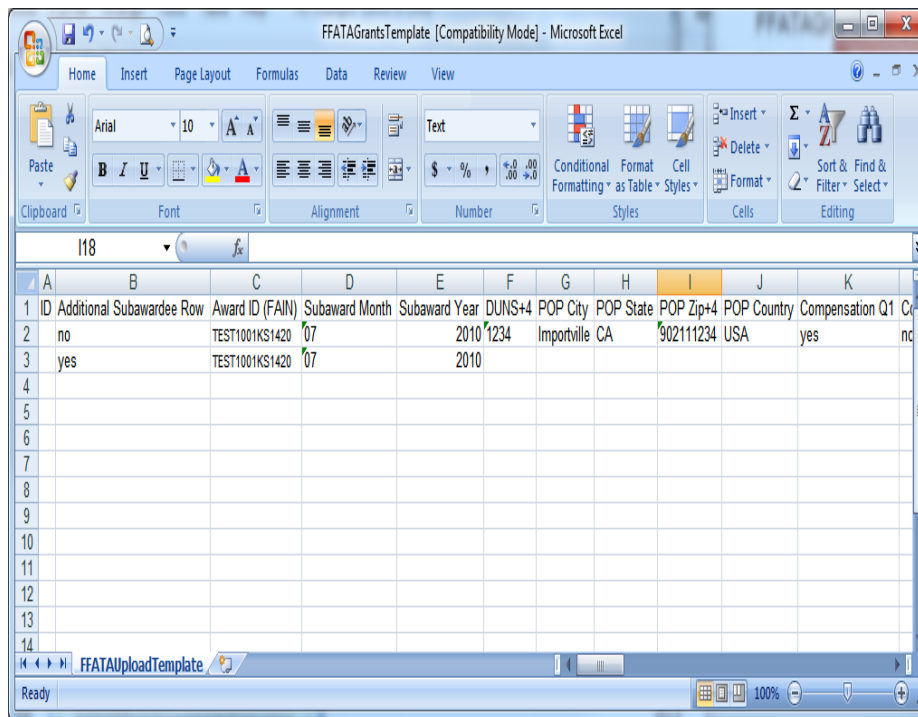 FFATAGrantsTemplate [Compatibility Mode] - Microsoft Excel
Home Insert Page Layout Formulas Data Review View
Paste
Clipboard
Arial 10 A A
B I U A
Font
Alignment
Text
$ % , .0 .00 .00 .0
Number
Conditional Formatting
Format as Table
Cell Styles
Styles
Insert
Delete
Format
Cells
Σ
Sort & Filter
Find & Select
Editing
I18 fx
A B C D E F G H I J K
1 ID Additional Subawardee Row Award ID (FAIN) Subaward Month Subaward Year DUNS+4 POP City POP State POP Zip+4 POP Country Compensation Q1
2 no TEST1001KS1420 07 2010 1234 Importville CA 902111234 USA yes
3 yes TEST1001KS1420 07 2010
4
5
6
7
8
9
10
11
12
13
14
FFATAUploadTemplate
Ready 100%